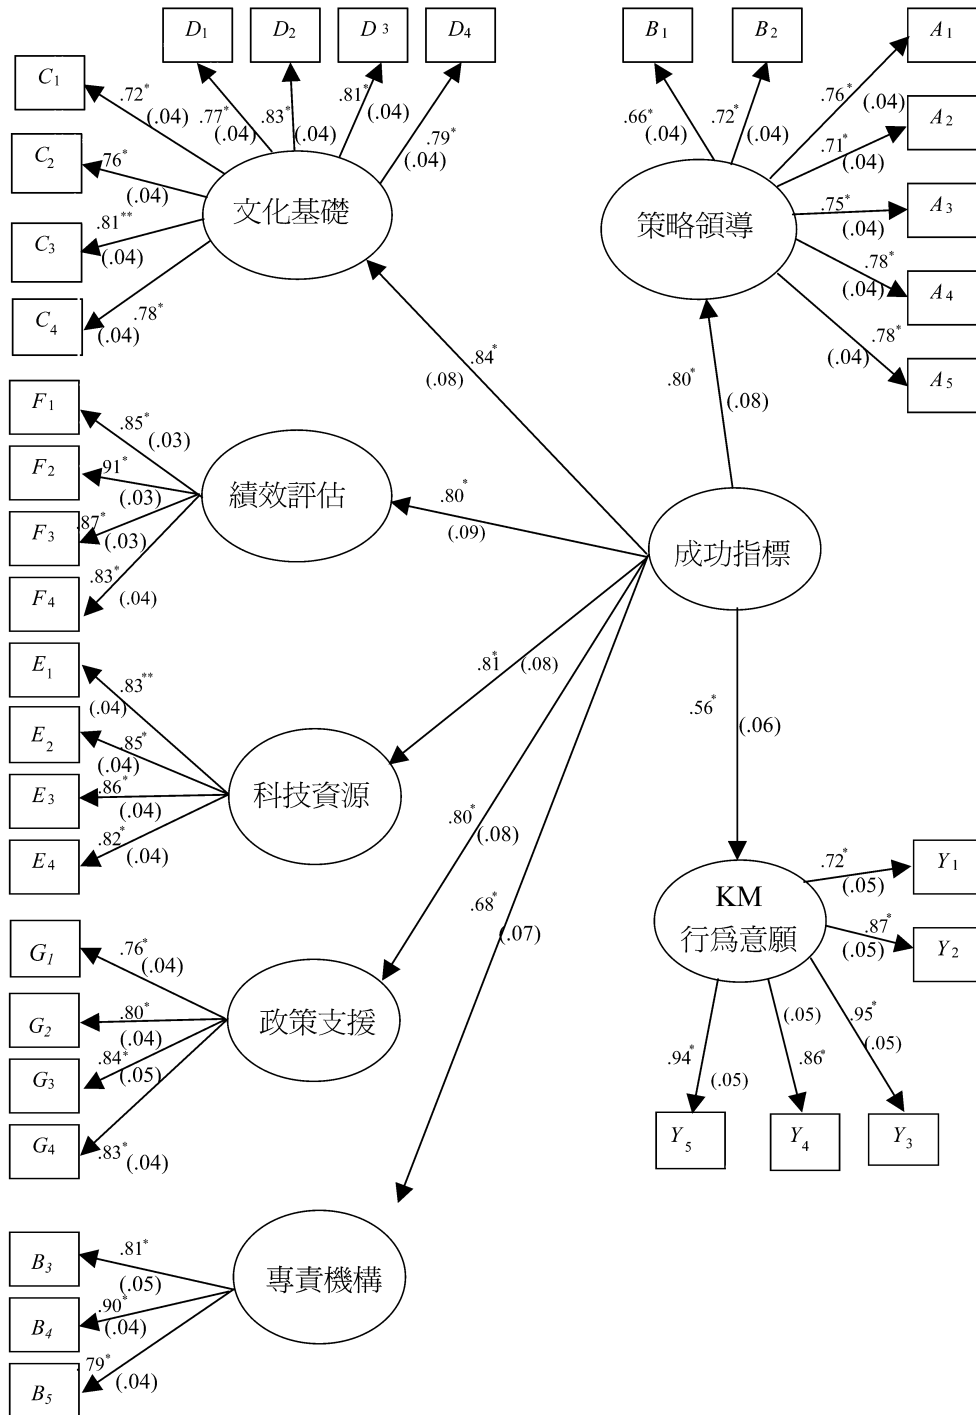 D1
D2
D 3
D4
B1
B2
A1
C1
.72*
(.04)
.77*
(.04)
.83*
(.04)
.81*
(.04)
.79*
(.04)
.66*
(.04)
.72*
(.04)
.76*
(.04)
A2
.71*
(.04)
C2
.76*
(.04)
文化基礎
策略領導
.75*
(.04)
A3
C3
.81**
(.04)
.78*
(.04)
A4
C4
.78*
(.04)
.78*
(.04)
A5
.84*
(.08)
.80*
(.08)
F1
.85*
(.03)
F2
.91*
(.03)
績效評估
.80*
(.09)
F3
.87*
(.03)
成功指標
F4
.83*
(.04)
E1
.83**
(.04)
.81*
(.08)
.56*
(.06)
E2
.85*
(.04)
E3
.86*
(.04)
科技資源
E4
.82*
(.04)
.80*
(.08)
.68*
(.07)
KM
行為意願
.72*
(.05)
Y1
.87*
(.05)
Y2
G1
.76*
(.04)
G2
.80*
(.04)
政策支援
G3
.84*
(.05)
G4
.83*
(.04)
.94*
(.05)
(.05)
.86*
.95*
(.05)
Y5
Y4
Y3
B3
.81*
(.05)
專責機構
B4
.90*
(.04)
B5
.79*
(.04)